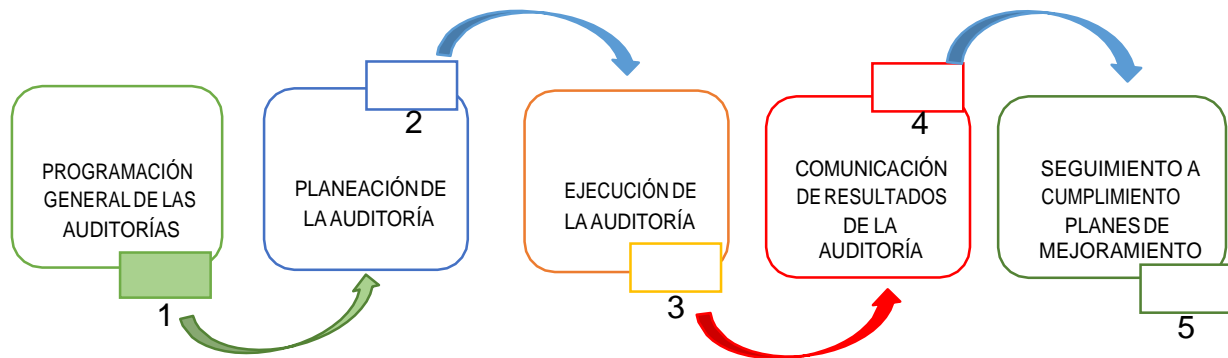 PROGRAMACIÓN
GENERAL DE LAS
AUDITORÍAS
1
2
PLANEACIÓN DE
LA AUDITORÍA
EJECUCIÓN DE
LA AUDITORÍA
3
4
COMUNICACIÓN
DE RESULTADOS
DE LA
AUDITORÍA
SEGUIMIENTO A
CUMPLIMIENTO
PLANES DE
MEJORAMIENTO
5